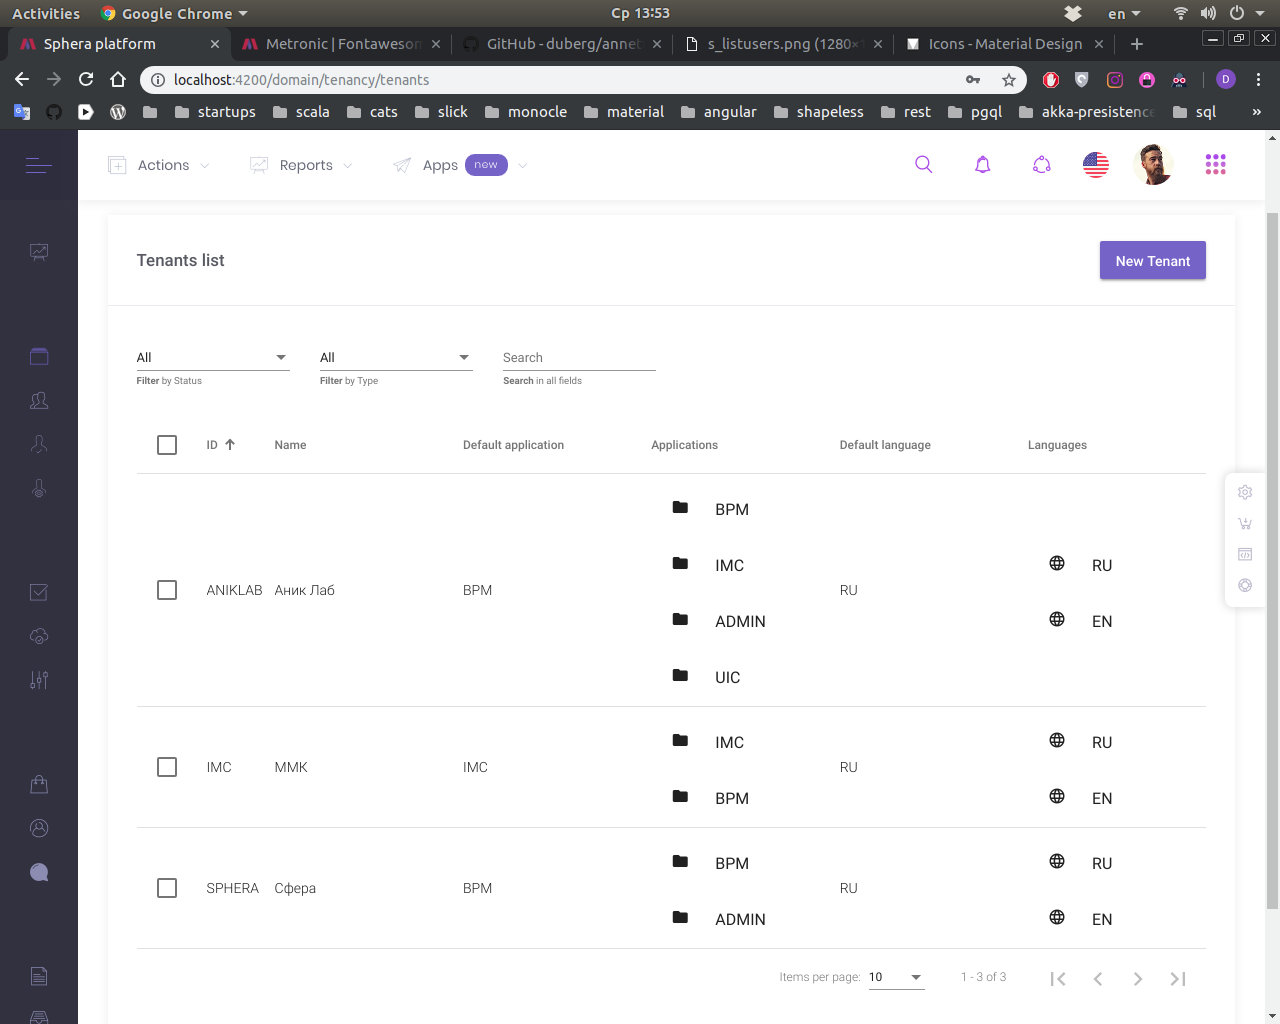 Activities Google Chrome Ср 13:53 en
Sphera platform Metronic | Fontaweson GitHub - duberg/annet s_listusers.png (1280×1 Icons - Material Design
localhost:4200/domain/tenancy/tenants D
startups scala cats slick monocle material angular shapeless rest pgql akka-presistence sql »
Actions Reports Apps new
Tenants list New Tenant
All All Search
Filter by Status Filter by Type Search in all fields
ID Name Default application Applications Default language Languages
BPM
IMC RU
ANIKLAB Аник Лаб BPM RU
ADMIN EN
UIC
IMC RU
IMC ММК IMC RU
BPM EN
BPM RU
SPHERA Сфера BPM RU
ADMIN EN
Items per page: 10 1 - 3 of 3